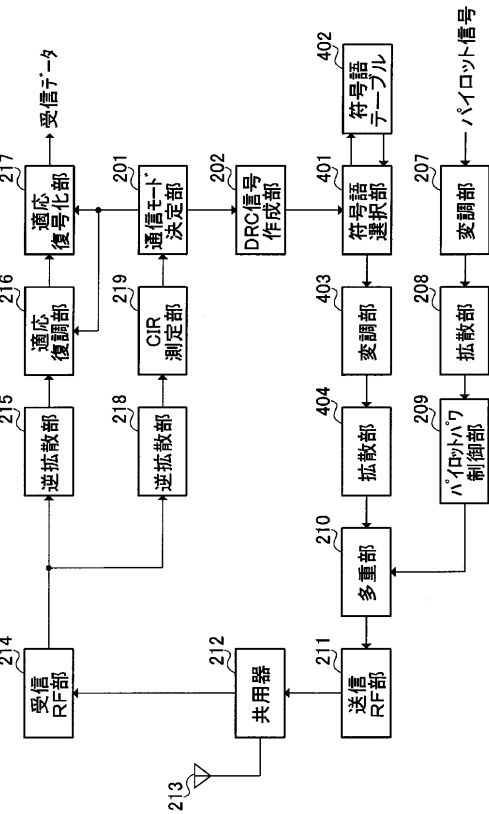 213
214
受信
RF部
212
共用器
211
送信
RF部
215
逆拡散部
216
適応
復調部
217
適応
復号化部
受信データ
218
逆拡散部
219
CIR
測定部
201
通信モード
決定部
202
DRC信号
作成部
210
多重部
404
拡散部
403
変調部
401
符号語
選択部
402
符号語
テーブル
209
パイロットパワ
制御部
208
拡散部
207
変調部
パイロット信号